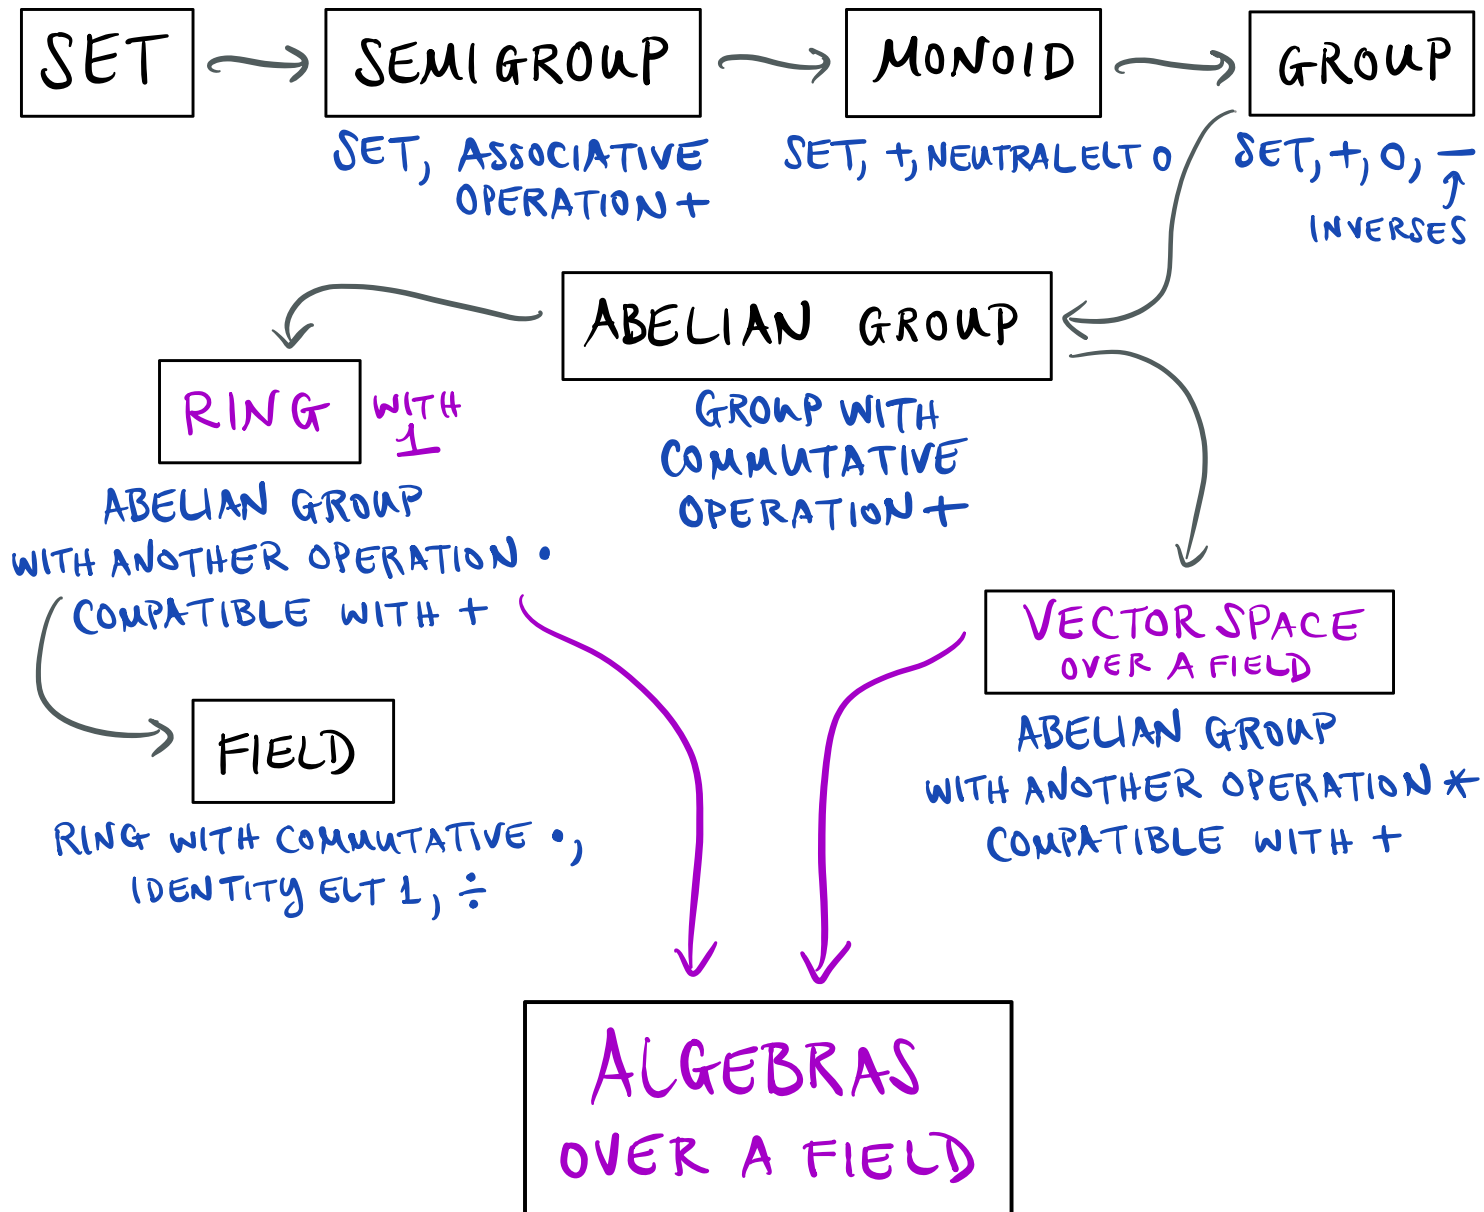 SET
SEMIGROUP
MONOID
GROUP
SET, ASSOCIATIVE
OPERATION +
SET, +, NEUTRAL ELT 0
SET, +, 0, −
INVERSES
ABELIAN GROUP
GROUP WITH
COMMUTATIVE
OPERATION +
RING
WITH
1
ABELIAN GROUP
WITH ANOTHER OPERATION •
COMPATIBLE WITH +
VECTOR SPACE
OVER A FIELD
ABELIAN GROUP
WITH ANOTHER OPERATION *
COMPATIBLE WITH +
FIELD
RING WITH COMMUTATIVE •,
IDENTITY ELT 1, ÷
ALGEBRAS
OVER A FIELD